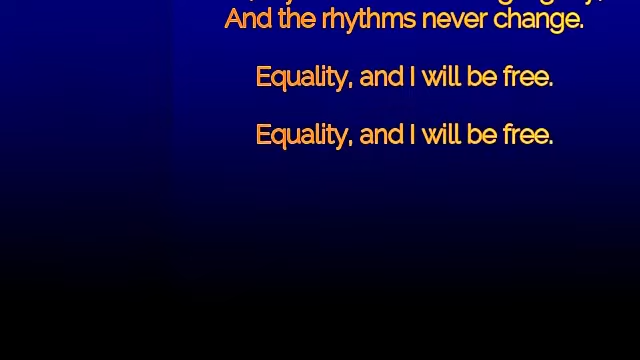 And the rhythms never change.
Equality, and I will be free.
Equality, and I will be free.